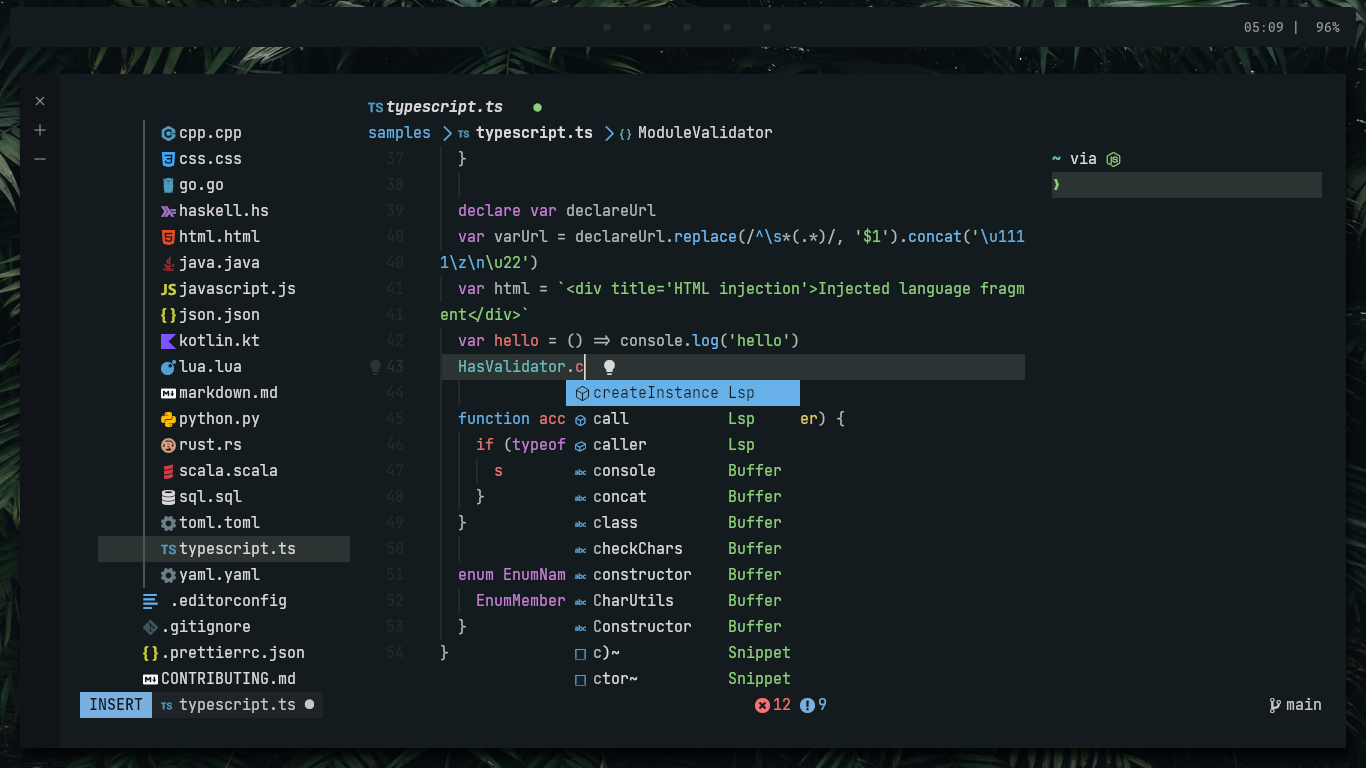 05:09 | 96%
TS typescript.ts
samples TS typescript.ts {} ModuleValidator
cpp.cpp
css.css
go.go
haskell.hs
html.html
java.java
JS javascript.js
{} json.json
kotlin.kt
lua.lua
markdown.md
python.py
rust.rs
scala.scala
sql.sql
toml.toml
TS typescript.ts
yaml.yaml
.editorconfig
.gitignore
{} .prettierrc.json
CONTRIBUTING.md
37 }
38
39 declare var declareUrl
40 var varUrl = declareUrl.replace(/^\s*(.*)/, '$1').concat('\u111
40 1\z\n\u22')
41 var html = `<div title='HTML injection'>Injected language fragm
41 ent</div>`
42 var hello = () => console.log('hello')
43 HasValidator.c
44
45 function acc er) {
46 if (typeof
47 s
48 }
49 }
50
51 enum EnumNam
52 EnumMember
53 }
54 }
createInstance Lsp
call Lsp
caller Lsp
abc console Buffer
abc concat Buffer
abc class Buffer
abc checkChars Buffer
abc constructor Buffer
abc CharUtils Buffer
abc Constructor Buffer
c)~ Snippet
ctor~ Snippet
~ via JS
❯
INSERT TS typescript.ts 12 9 main